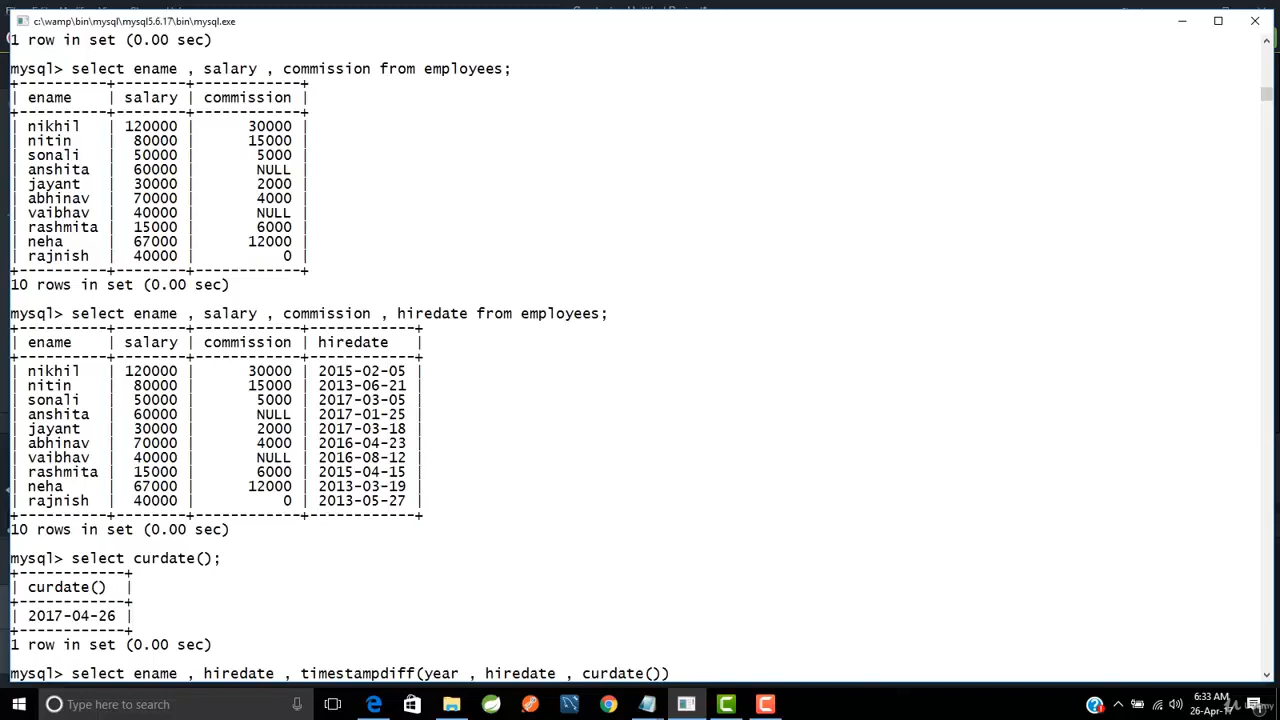 c:\wamp\bin\mysql\mysql5.6.17\bin\mysql.exe
1 row in set (0.00 sec)
mysql> select ename , salary , commission from employees;
+----------+--------+------------+
| ename    | salary | commission |
+----------+--------+------------+
| nikhil   | 120000 |      30000 |
| nitin    |  80000 |      15000 |
| sonali   |  50000 |       5000 |
| anshita  |  60000 |       NULL |
| jayant   |  30000 |       2000 |
| abhinav  |  70000 |       4000 |
| vaibhav  |  40000 |       NULL |
| rashmita |  15000 |       6000 |
| neha     |  67000 |      12000 |
| rajnish  |  40000 |          0 |
+----------+--------+------------+
10 rows in set (0.00 sec)
mysql> select ename , salary , commission , hiredate from employees;
+----------+--------+------------+------------+
| ename    | salary | commission | hiredate   |
+----------+--------+------------+------------+
| nikhil   | 120000 |      30000 | 2015-02-05 |
| nitin    |  80000 |      15000 | 2013-06-21 |
| sonali   |  50000 |       5000 | 2017-03-05 |
| anshita  |  60000 |       NULL | 2017-01-25 |
| jayant   |  30000 |       2000 | 2017-03-18 |
| abhinav  |  70000 |       4000 | 2016-04-23 |
| vaibhav  |  40000 |       NULL | 2016-08-12 |
| rashmita |  15000 |       6000 | 2015-04-15 |
| neha     |  67000 |      12000 | 2013-03-19 |
| rajnish  |  40000 |          0 | 2013-05-27 |
+----------+--------+------------+------------+
10 rows in set (0.00 sec)
mysql> select curdate();
+------------+
| curdate()  |
+------------+
| 2017-04-26 |
+------------+
1 row in set (0.00 sec)
mysql> select ename , hiredate , timestampdiff(year , hiredate , curdate())
Type here to search
6:33 AM
26-Apr-17
Udemy